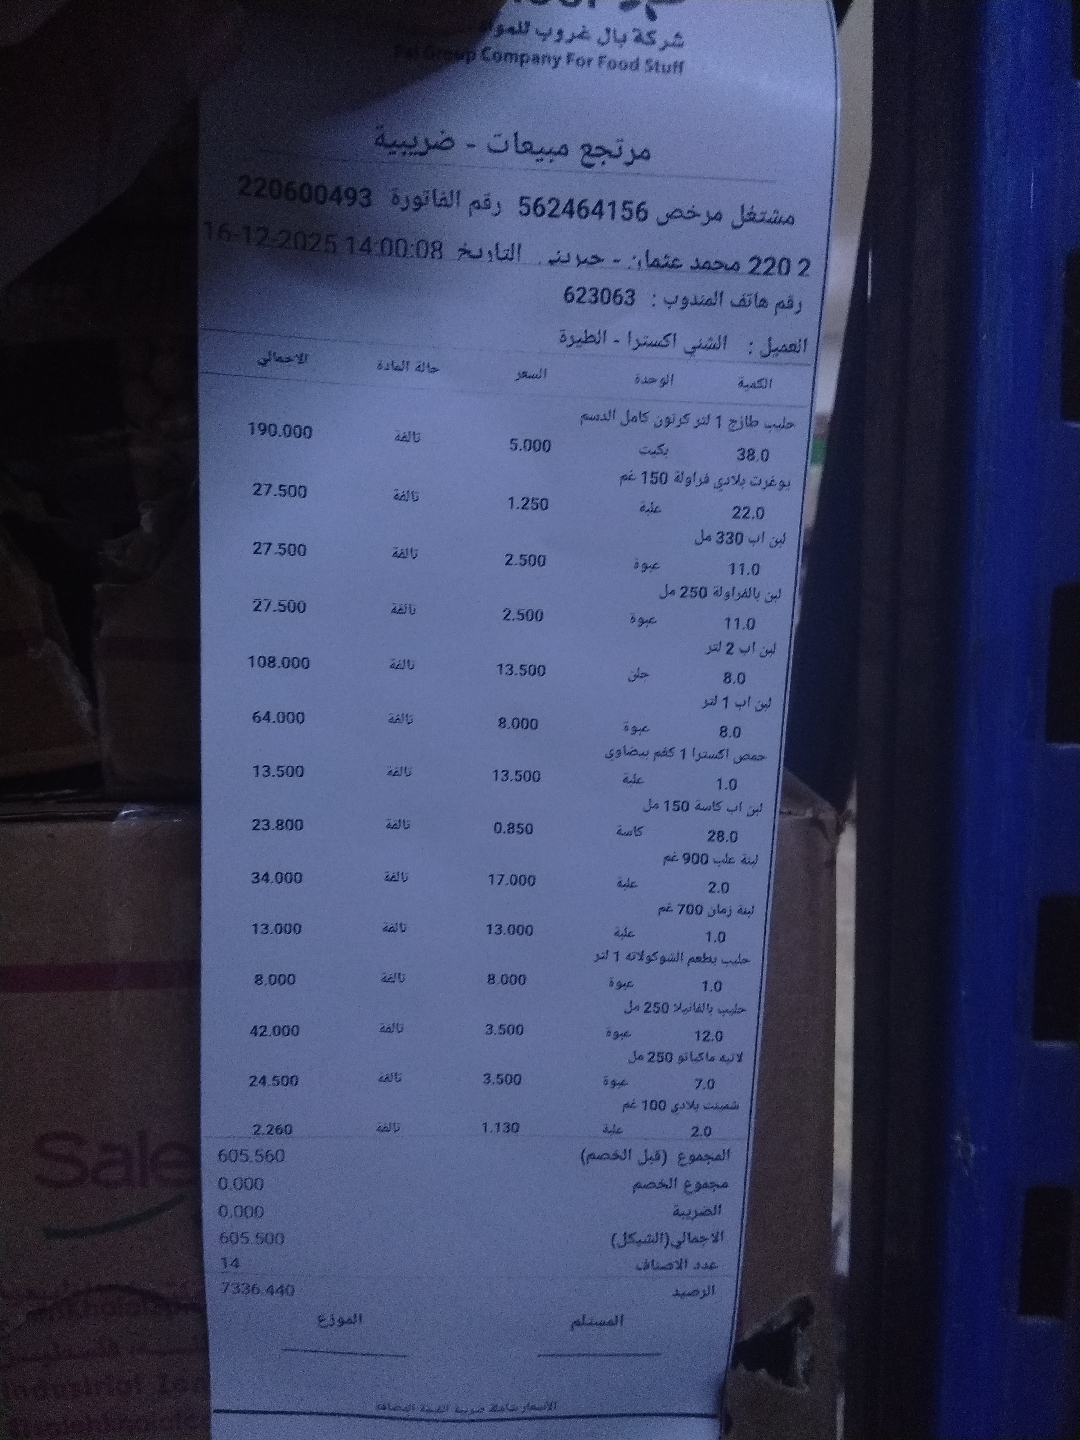 شركة بال غروب
Pal Group Company For Food Stuff
مرتجع مبيعات - ضريبية
مشتغل مرخص 562464156 رقم الفاتورة 220600493
2 220 محمد عثمان - التاريخ 16-12-2025 14:00:08
رقم هاتف المندوب : 623063
العميل : الشني اكسترا - الطيرة
الكمية الوحدة السعر حالة المادة الاجمالي
حليب طازج 1 لتر كرتون كامل الدسم
38.0 بكيت 5.000 تالفة 190.000
يوغرت بلادي فراولة 150 غم
22.0 علبة 1.250 تالفة 27.500
لبن اب 330 مل
11.0 عبوة 2.500 تالفة 27.500
لبن بالفراولة 250 مل
11.0 عبوة 2.500 تالفة 27.500
لبن اب 2 لتر
8.0 جلن 13.500 تالفة 108.000
لبن اب 1 لتر
8.0 عبوة 8.000 تالفة 64.000
حمص اكسترا 1 كغم بيضاوي
1.0 علبة 13.500 تالفة 13.500
لبن اب كاسة 150 مل
28.0 كاسة 0.850 تالفة 23.800
لبنة علب 900 غم
2.0 علبة 17.000 تالفة 34.000
لبنة زمان 700 غم
1.0 علبة 13.000 تالفة 13.000
حليب بطعم الشوكولاته 1 لتر
1.0 عبوة 8.000 تالفة 8.000
حليب بالفانيلا 250 مل
12.0 عبوة 3.500 تالفة 42.000
لاتيه ماكياتو 250 مل
7.0 عبوة 3.500 تالفة 24.500
شمينت بلادي 100 غم
2.0 علبة 1.130 تالفة 2.260
المجموع (قبل الخصم) 605.560
مجموع الخصم 0.000
الضريبة 0.000
الاجمالي(الشيكل) 605.500
عدد الاصناف 14
الرصيد 7336.440
المستلم الموزع
الأسعار شاملة ضريبة القيمة المضافة
Sale
Industrial